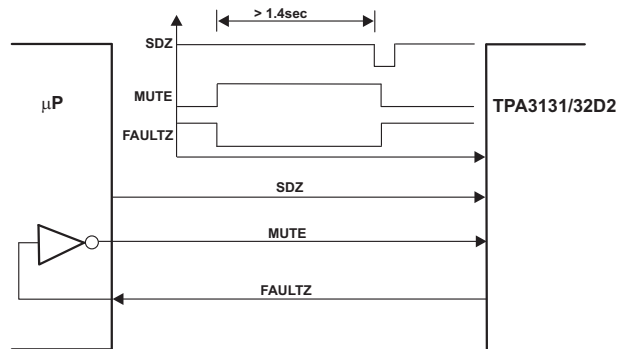 > 1.4sec
SDZ
MUTE
FAULTZ
μP
TPA3131/32D2
SDZ
MUTE
FAULTZ